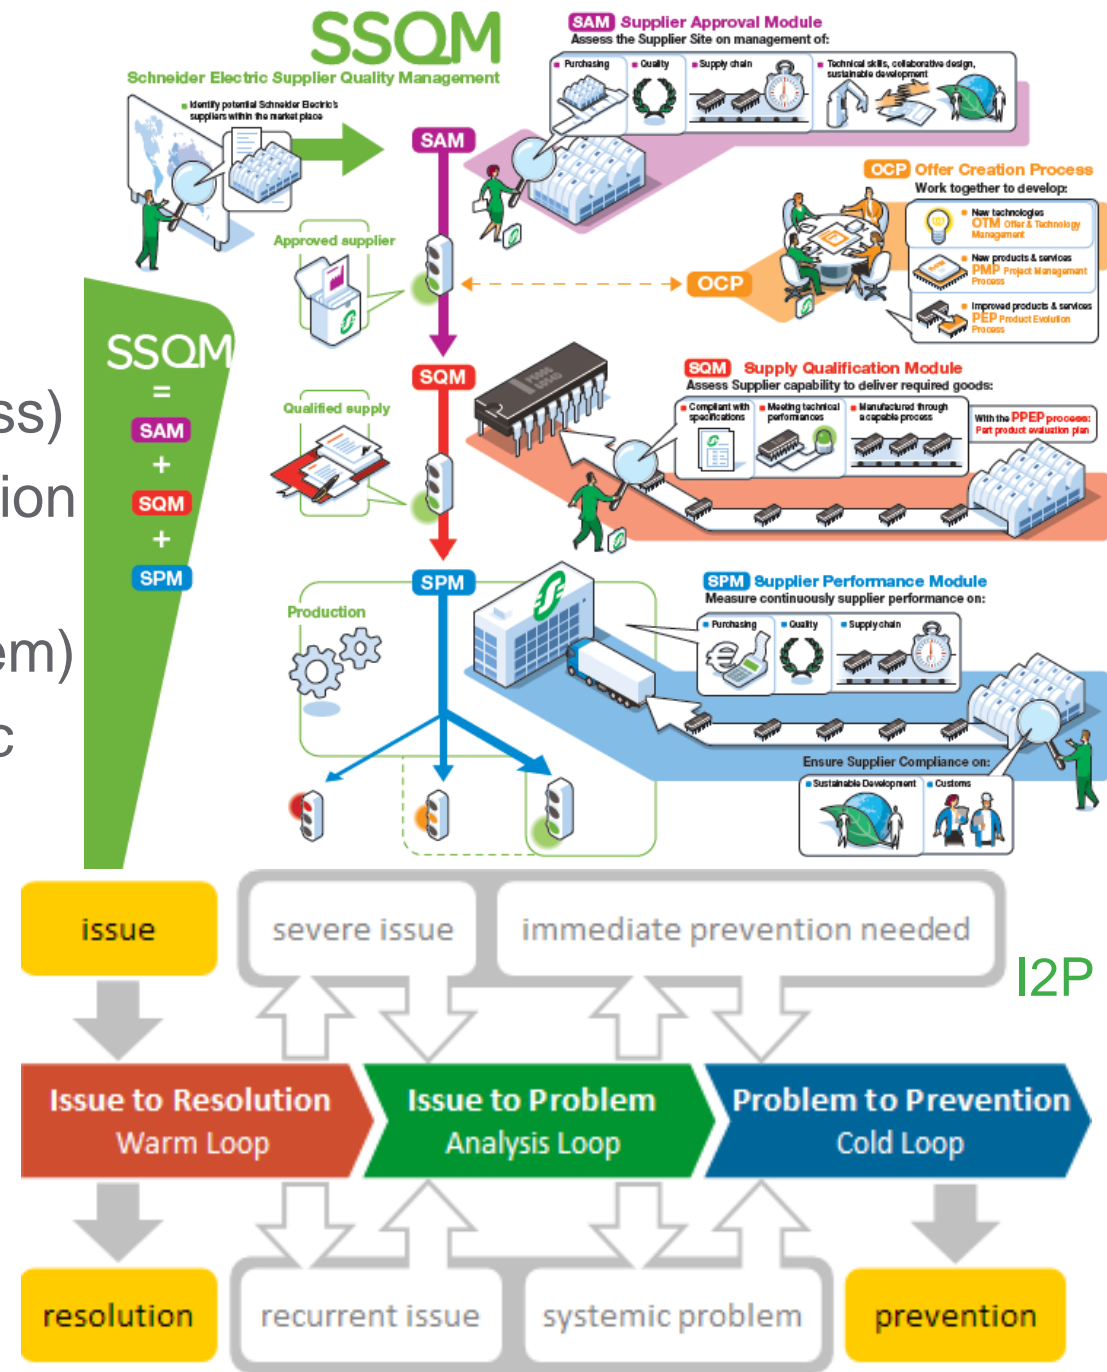 SSQM
Schneider Electric Supplier Quality Management
Identify potential Schneider Electric's
suppliers within the market place
SAM
SAM Supplier Approval Module
Assess the Supplier Site on management of:
Purchasing
Quality
Supply chain
Technical skills, collaborative design,
sustainable development
Approved supplier
OCP
OCP Offer Creation Process
Work together to develop:
New technologies
OTM Offer & Technology
Management
New products & services
PMP Project Management
Process
Improved products & services
PEP Product Evolution
Process
SSQM
=
SAM
+
SQM
+
SPM
ss)
ion
em)
c
SQM
Qualified supply
SQM Supply Qualification Module
Assess Supplier capability to deliver required goods:
Compliant with
specifications
Meeting technical
performances
Manufactured through
a capable process
With the PPEP process:
Part product evaluation plan
SPM
Production
SPM Supplier Performance Module
Measure continuously supplier performance on:
Purchasing
Quality
Supply chain
Ensure Supplier Compliance on:
Sustainable Development
Customs
issue
severe issue
immediate prevention needed
I2P
Issue to Resolution
Warm Loop
Issue to Problem
Analysis Loop
Problem to Prevention
Cold Loop
resolution
recurrent issue
systemic problem
prevention